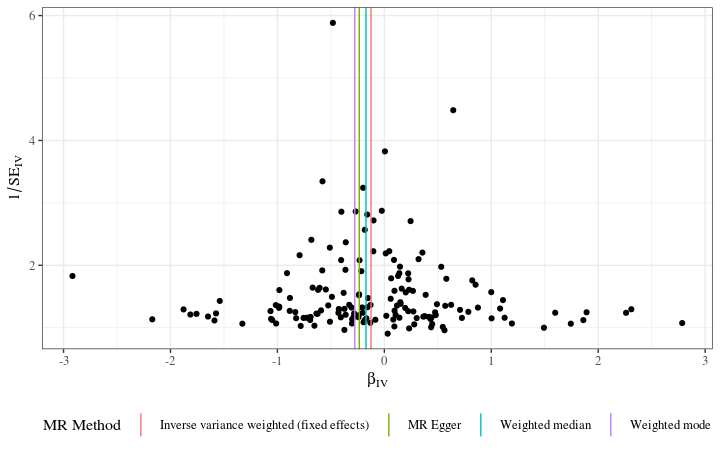 6
4
2
1/SE_IV
-3 -2 -1 0 1 2 3
β_IV
MR Method Inverse variance weighted (fixed effects) MR Egger Weighted median Weighted mode